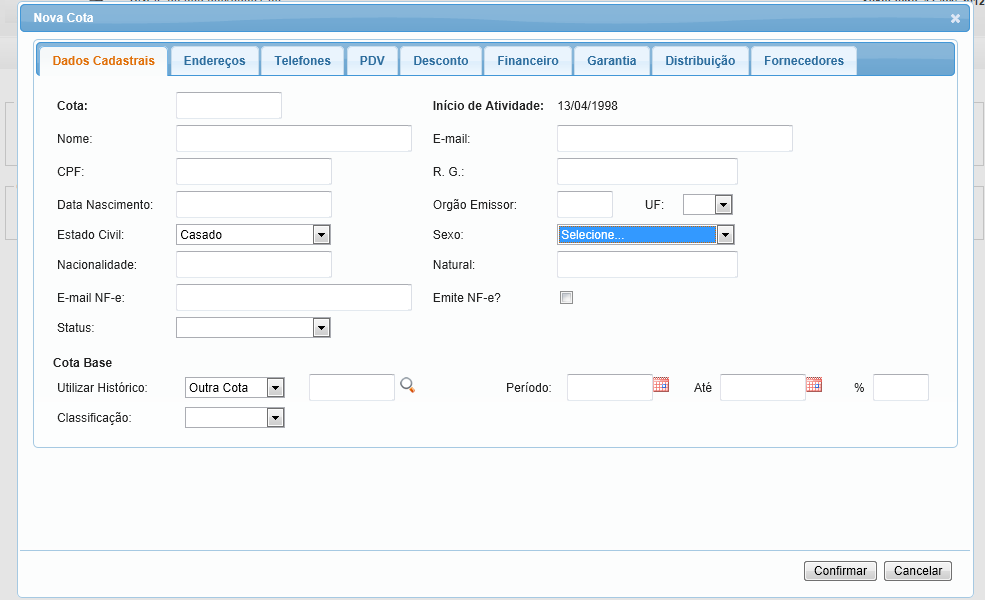 Nova Cota
Dados Cadastrais Endereços Telefones PDV Desconto Financeiro Garantia Distribuição Fornecedores
Cota: Início de Atividade: 13/04/1998
Nome: E-mail:
CPF: R. G.:
Data Nascimento: Orgão Emissor: UF:
Estado Civil: Casado Sexo: Selecione...
Nacionalidade: Natural:
E-mail NF-e: Emite NF-e?
Status:
Cota Base
Utilizar Histórico: Outra Cota Período: Até %
Classificação:
Confirmar Cancelar